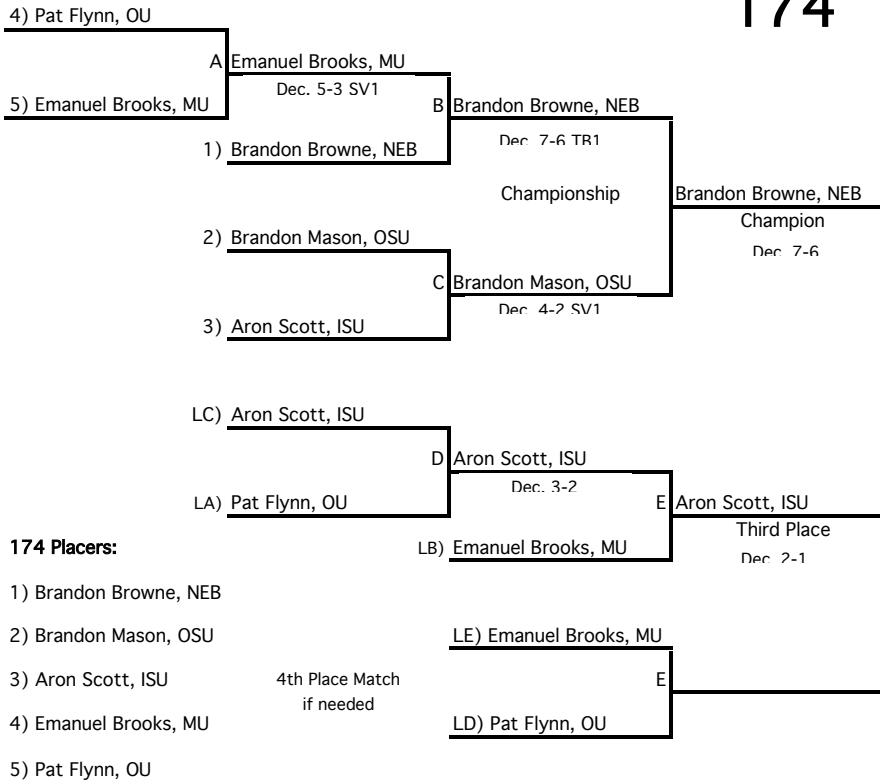 174
4) Pat Flynn, OU
A Emanuel Brooks, MU
Dec. 5-3 SV1
5) Emanuel Brooks, MU
B Brandon Browne, NEB
Dec. 7-6 TB1
1) Brandon Browne, NEB
Championship
Brandon Browne, NEB
Champion
Dec. 7-6
2) Brandon Mason, OSU
C Brandon Mason, OSU
Dec. 4-2 SV1
3) Aron Scott, ISU
LC) Aron Scott, ISU
D Aron Scott, ISU
Dec. 3-2
LA) Pat Flynn, OU
E Aron Scott, ISU
Third Place
Dec. 2-1
LB) Emanuel Brooks, MU
174 Placers:
1) Brandon Browne, NEB
2) Brandon Mason, OSU
3) Aron Scott, ISU
4) Emanuel Brooks, MU
5) Pat Flynn, OU
4th Place Match
if needed
LE) Emanuel Brooks, MU
E
LD) Pat Flynn, OU